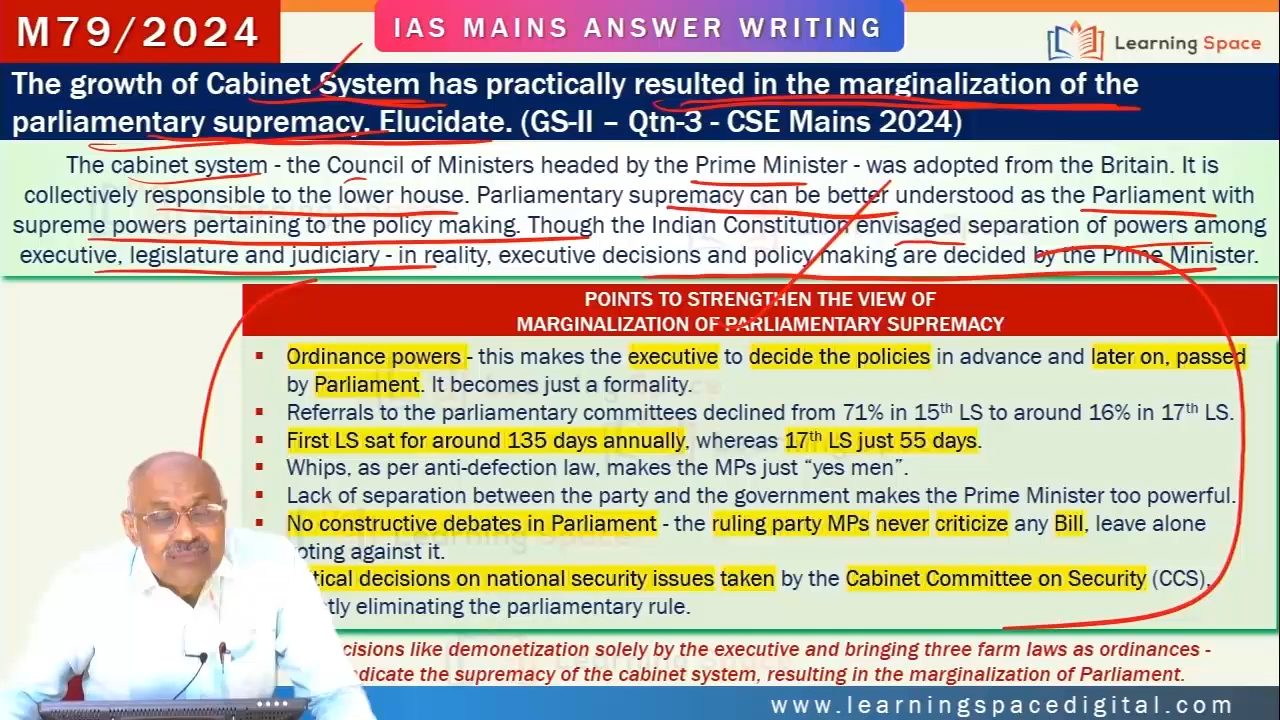 M79/2024
IAS MAINS ANSWER WRITING
Learning Space
The growth of Cabinet System has practically resulted in the marginalization of the
parliamentary supremacy. Elucidate. (GS-II – Qtn-3 - CSE Mains 2024)
The cabinet system - the Council of Ministers headed by the Prime Minister - was adopted from the Britain. It is
collectively responsible to the lower house. Parliamentary supremacy can be better understood as the Parliament with
supreme powers pertaining to the policy making. Though the Indian Constitution envisaged separation of powers among
executive, legislature and judiciary - in reality, executive decisions and policy making are decided by the Prime Minister.
POINTS TO STRENGTHEN THE VIEW OF
MARGINALIZATION OF PARLIAMENTARY SUPREMACY
▪ Ordinance powers - this makes the executive to decide the policies in advance and later on, passed
by Parliament. It becomes just a formality.
▪ Referrals to the parliamentary committees declined from 71% in 15th LS to around 16% in 17th LS.
▪ First LS sat for around 135 days annually, whereas 17th LS just 55 days.
▪ Whips, as per anti-defection law, makes the MPs just “yes men”.
▪ Lack of separation between the party and the government makes the Prime Minister too powerful.
▪ No constructive debates in Parliament - the ruling party MPs never criticize any Bill, leave alone
oting against it.
tical decisions on national security issues taken by the Cabinet Committee on Security (CCS),
tly eliminating the parliamentary rule.
cisions like demonetization solely by the executive and bringing three farm laws as ordinances -
dicate the supremacy of the cabinet system, resulting in the marginalization of Parliament.
www.learningspacedigital.com